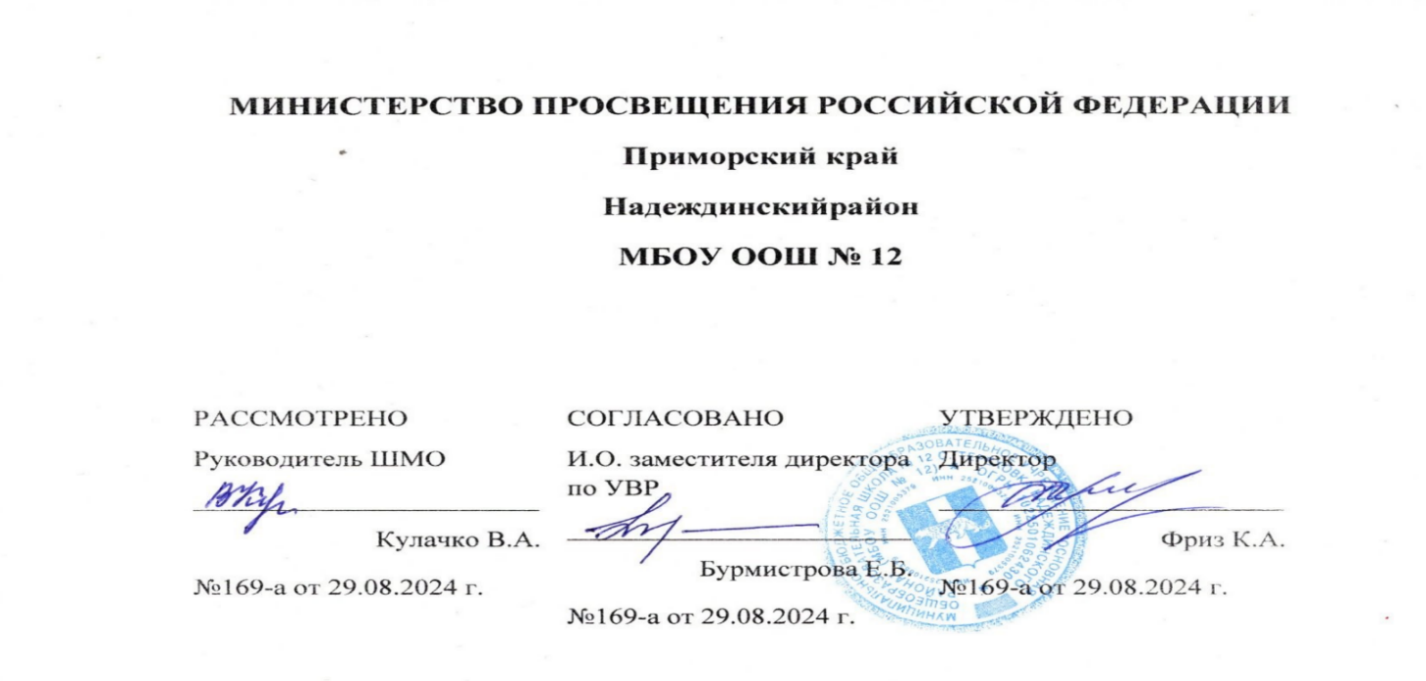 МИНИСТЕРСТВО ПРОСВЕЩЕНИЯ РОССИЙСКОЙ ФЕДЕРАЦИИ
Приморский край
Надеждинскийрайон
МБОУ ООШ № 12
РАССМОТРЕНО
Руководитель ШМО
Кулачко В.А.
№169-а от 29.08.2024 г.
СОГЛАСОВАНО
И.О. заместителя директора
по УВР
Бурмистрова Е.Б.
№169-а от 29.08.2024 г.
УТВЕРЖДЕНО
Директор
Фриз К.А.
№169-а от 29.08.2024 г.